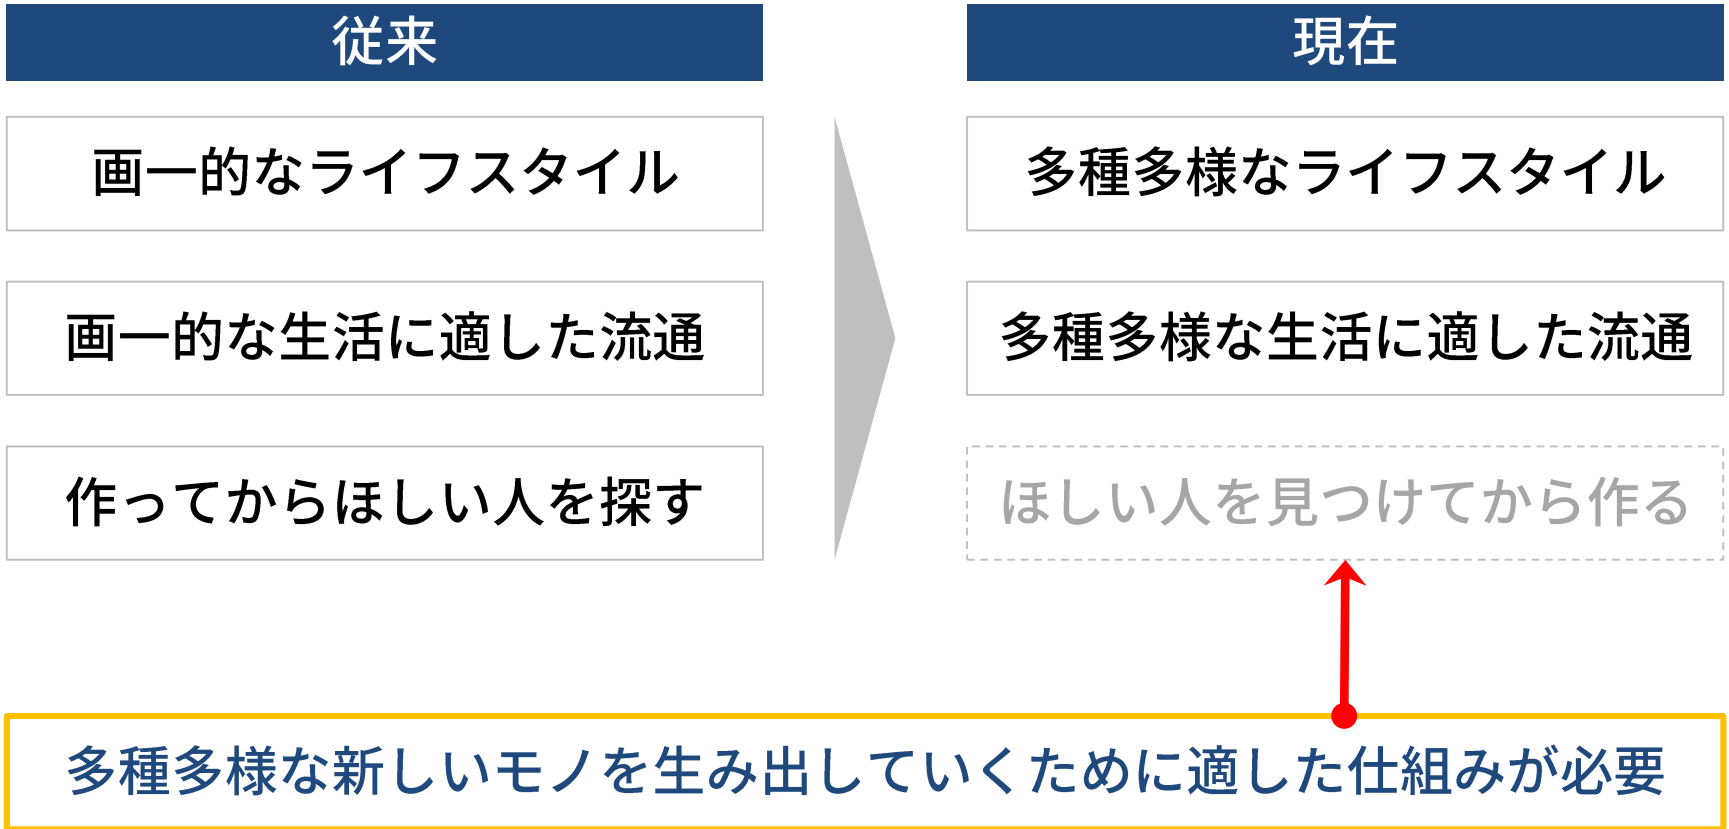 従来
現在
画一的なライフスタイル
多種多様なライフスタイル
画一的な生活に適した流通
多種多様な生活に適した流通
作ってからほしい人を探す
ほしい人を見つけてから作る
多種多様な新しいモノを生み出していくために適した仕組みが必要